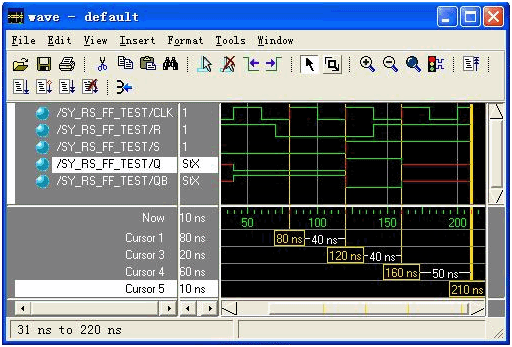 wave - default
File Edit View Insert Format Tools Window
/SY_RS_FF_TEST/CLK 1
/SY_RS_FF_TEST/R 1
/SY_RS_FF_TEST/S 1
/SY_RS_FF_TEST/Q StX
/SY_RS_FF_TEST/QB StX
Now 10 ns 50 100 150 200
Cursor 1 80 ns 80 ns 40 ns
Cursor 3 20 ns 120 ns 40 ns
Cursor 4 60 ns 160 ns 50 ns
Cursor 5 10 ns 210 ns
31 ns to 220 ns